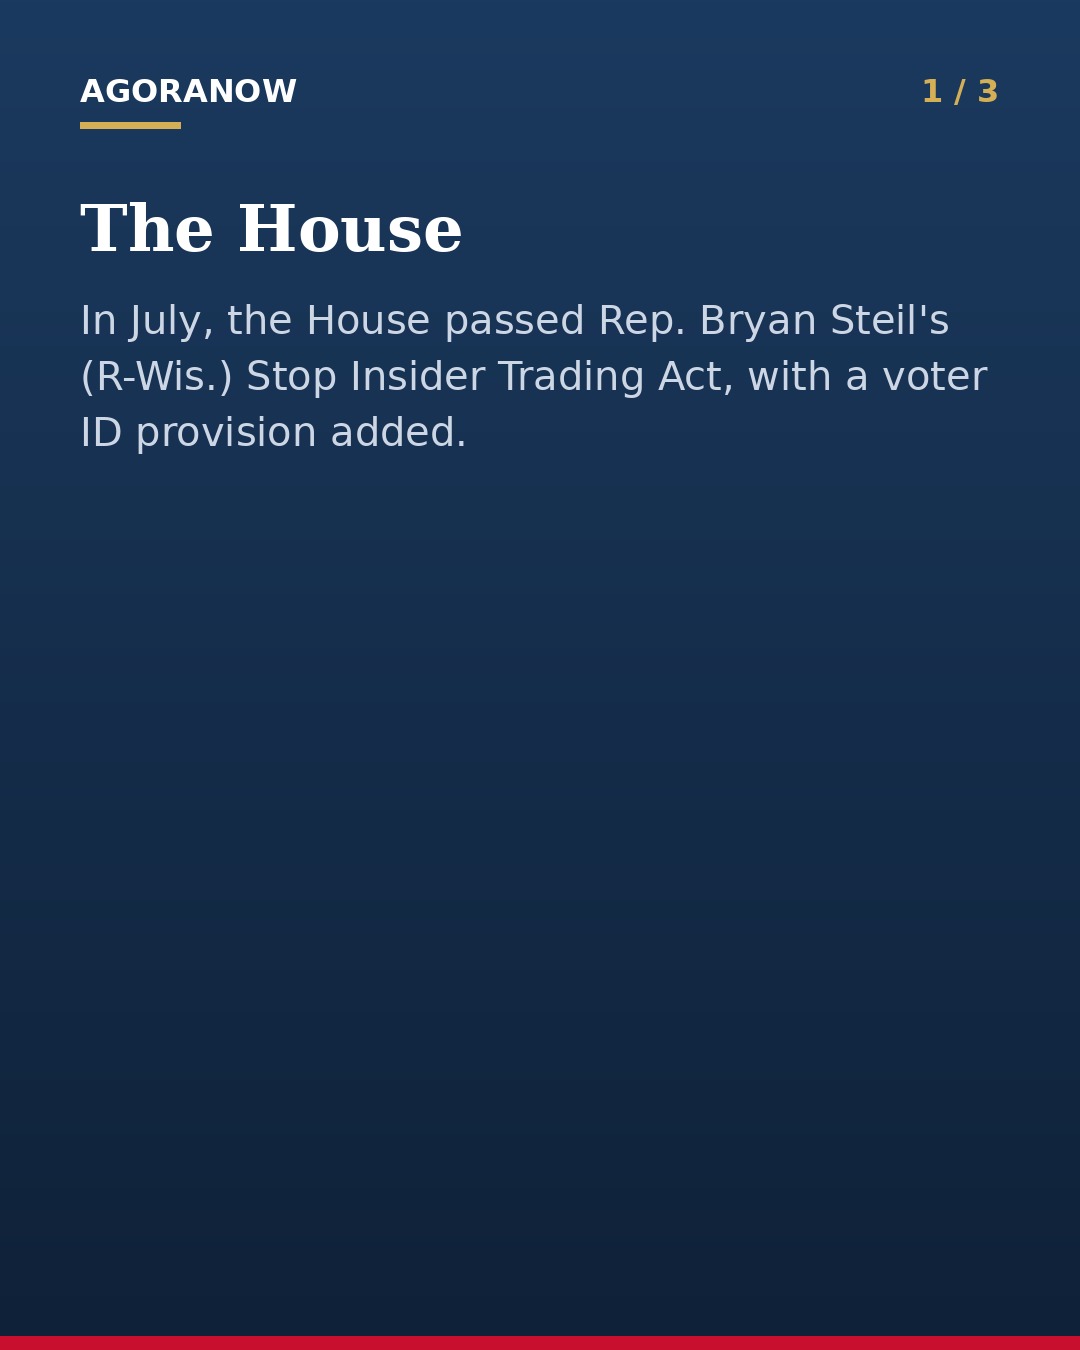 AGORANOW
1 / 3
The House
In July, the House passed Rep. Bryan Steil's
(R-Wis.) Stop Insider Trading Act, with a voter
ID provision added.